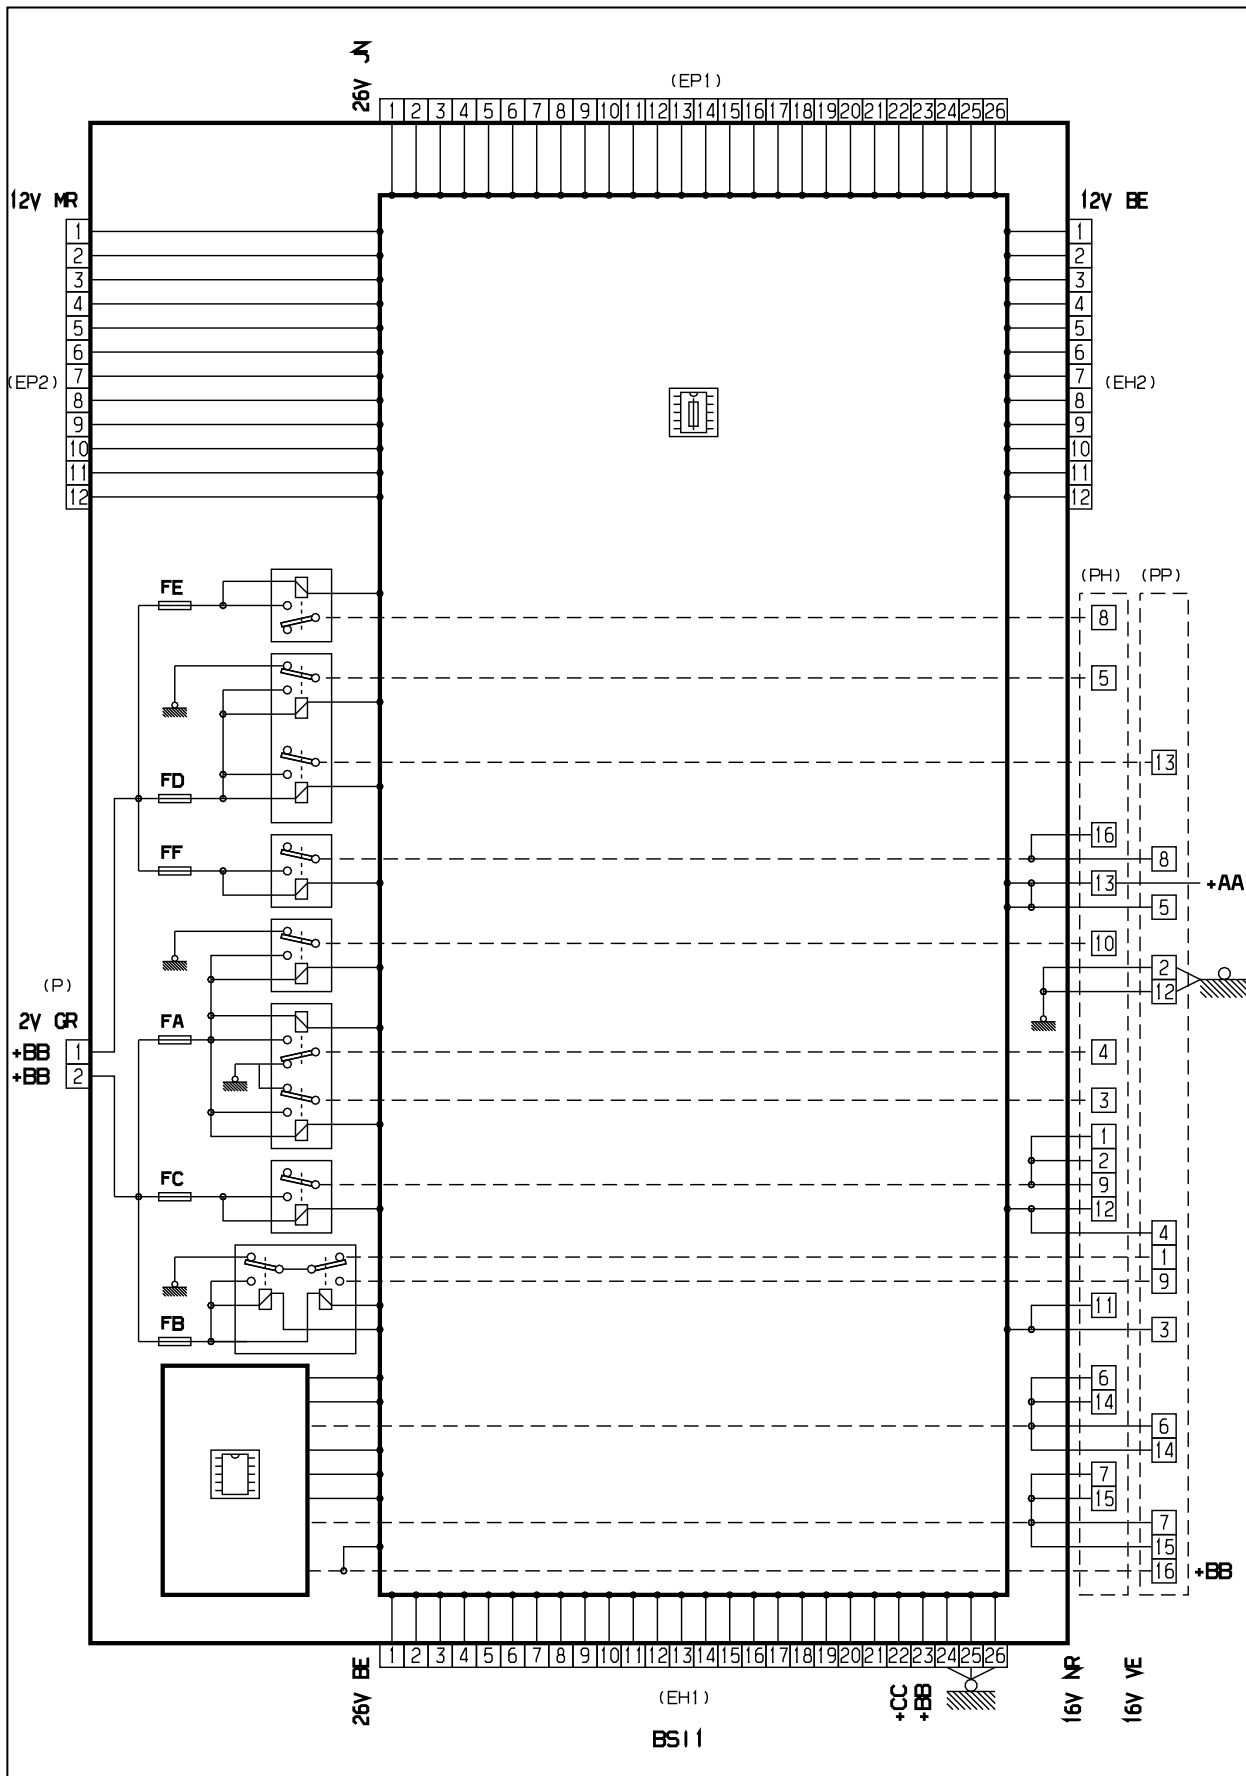 26V JN
(EP1)
1 2 3 4 5 6 7 8 9 10 11 12 13 14 15 16 17 18 19 20 21 22 23 24 25 26
12V MR
12V BE
1
2
3
4
5
6
7
8
9
10
11
12
(EP2)
1
2
3
4
5
6
7
8
9
10
11
12
(EH2)
(PH) (PP)
FE
8
5
13
FD
16
FF
8
13 +AA
5
10
2
12
(P)
2V GR
FA
+BB 1
+BB 2
4
3
1
2
9
12
FC
4
1
9
11
FB
3
6
14
6
14
7
15
7
15
16 +BB
26V BE
1 2 3 4 5 6 7 8 9 10 11 12 13 14 15 16 17 18 19 20 21 22 23 24 25 26
(EH1)
+CC
+BB
16V NR
16V VE
BSI1